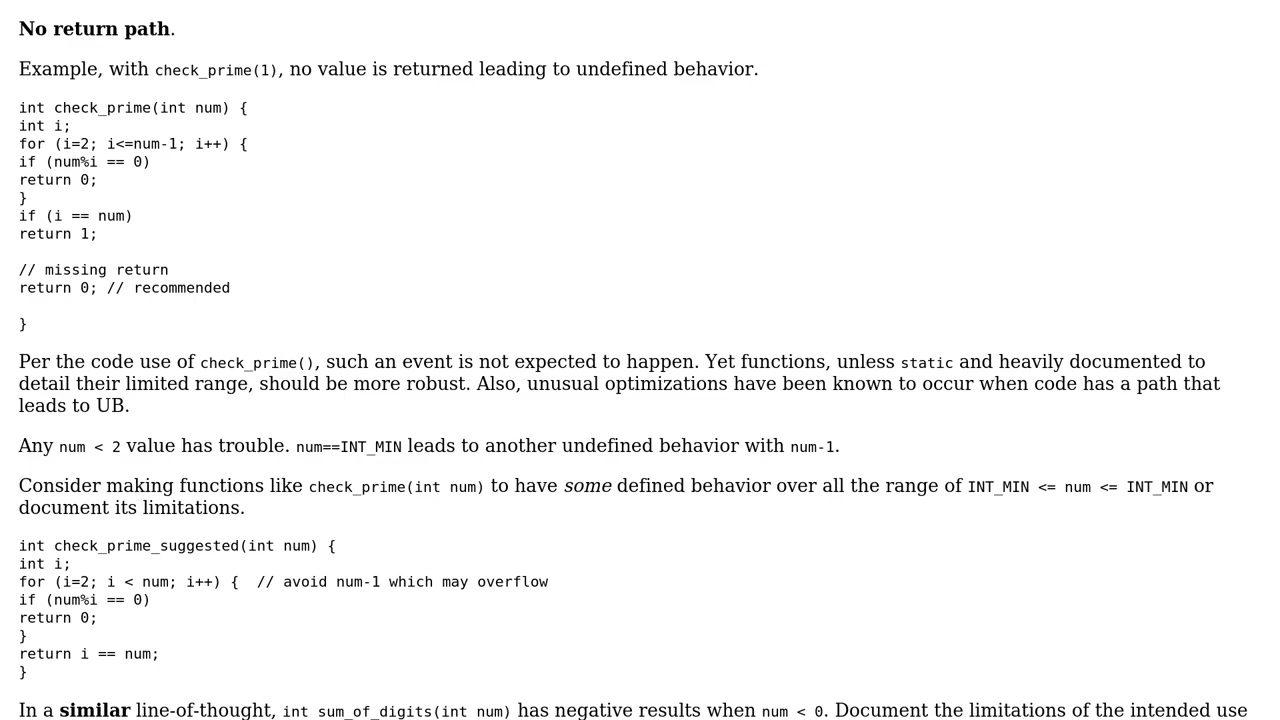 No return path.
Example, with check_prime(1), no value is returned leading to undefined behavior.
int check_prime(int num) {
int i;
for (i=2; i<=num-1; i++) {
if (num%i == 0)
return 0;
}
if (i == num)
return 1;
// missing return
return 0; // recommended
}
Per the code use of check_prime(), such an event is not expected to happen. Yet functions, unless static and heavily documented to
detail their limited range, should be more robust. Also, unusual optimizations have been known to occur when code has a path that
leads to UB.
Any num < 2 value has trouble. num==INT_MIN leads to another undefined behavior with num-1.
Consider making functions like check_prime(int num) to have some defined behavior over all the range of INT_MIN <= num <= INT_MIN or
document its limitations.
int check_prime_suggested(int num) {
int i;
for (i=2; i < num; i++) {  // avoid num-1 which may overflow
if (num%i == 0)
return 0;
}
return i == num;
}
In a similar line-of-thought, int sum_of_digits(int num) has negative results when num < 0. Document the limitations of the intended use